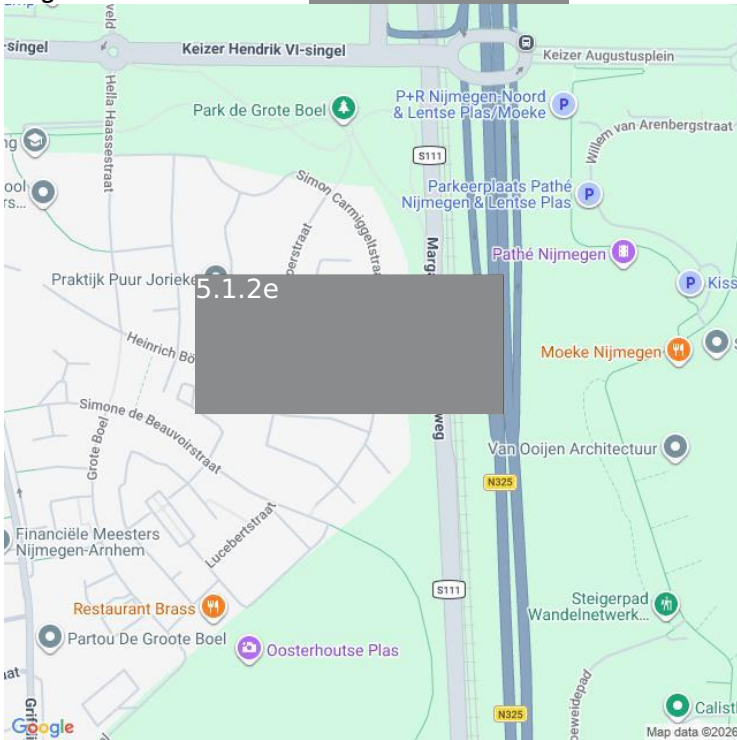 veld
-singel
Keizer Hendrik VI-singel
Keizer Augustusplein
Hella Haassestraat
Park de Grote Boel
P+R Nijmegen-Noord
& Lentse Plas/Moeke
P
Willem van Arenbergstraat
S111
Simon Carmiggeltstraa
Parkeerplaats Pathé
Nijmegen & Lentse Plas
P
Pathé Nijmegen
Praktijk Puur Jorieke
5.1.2e
P
Kiss
Heinrich Bö
Moeke Nijmegen
Simone de Beauvoirstraat
weg
Grote Boel
Van Ooijen Architectuur
N325
Lucebertstraat
Financiële Meesters
Nijmegen-Arnhem
S111
Restaurant Brass
Steigerpad
Wandelnetwerk...
Partou De Groote Boel
Oosterhoutse Plas
N325
Google
Map data ©2026